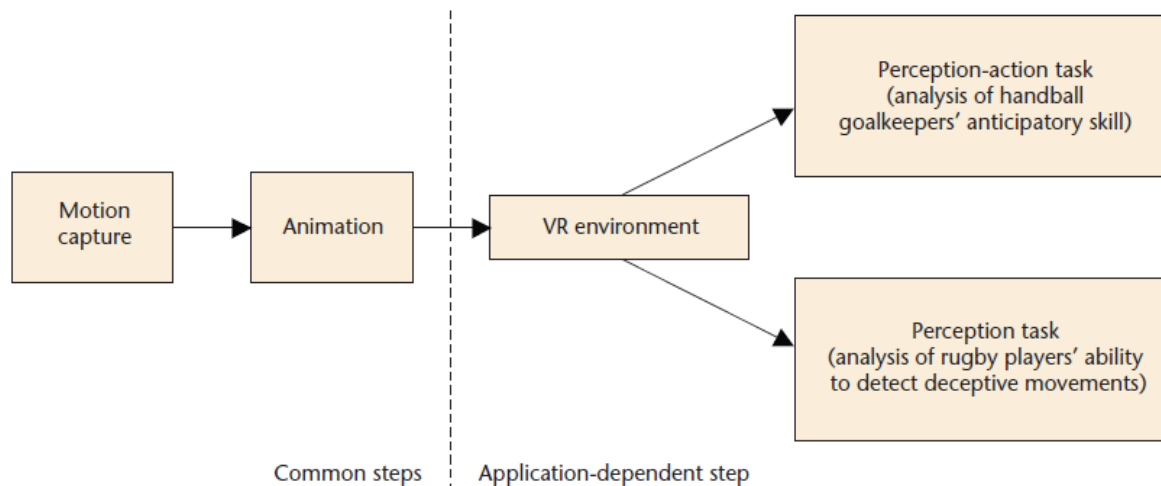 Motion
capture
Animation
VR environment
Perception-action task
(analysis of handball
goalkeepers’ anticipatory skill)
Perception task
(analysis of rugby players’ ability
to detect deceptive movements)
Common steps
Application-dependent step